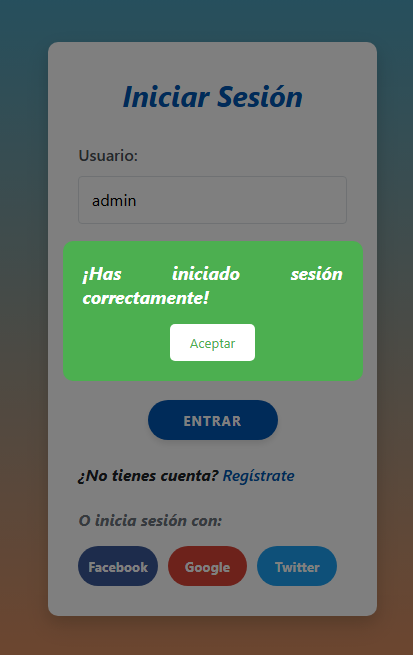 Iniciar Sesión
Usuario:
admin
¡Has iniciado sesión
correctamente!
Aceptar
ENTRAR
¿No tienes cuenta? Regístrate
O inicia sesión con:
Facebook Google Twitter